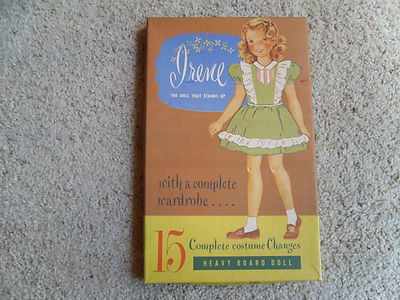 Irene
THE DOLL THAT STANDS UP
with a complete
wardrobe....
15 Complete costume Changes
HEAVY BOARD DOLL